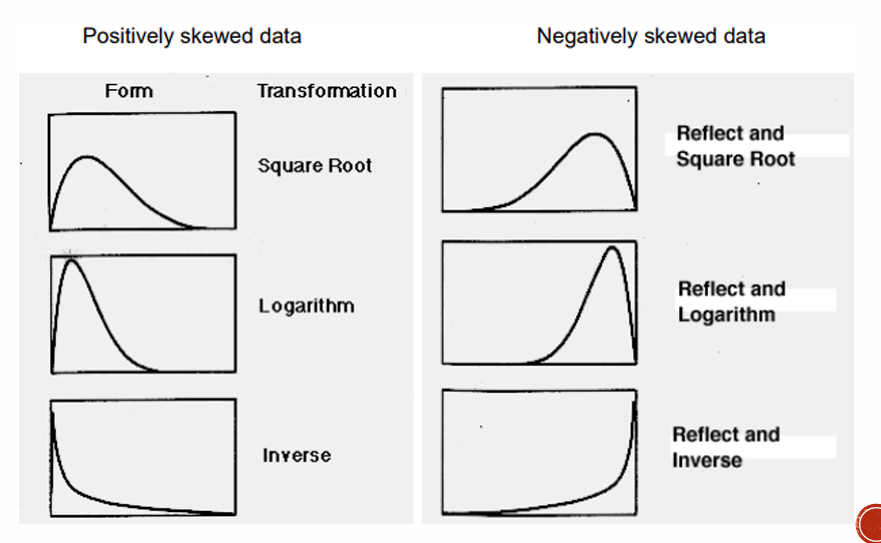 Positively skewed data
Negatively skewed data
Form Transformation
Square Root
Logarithm
Inverse
Reflect and
Square Root
Reflect and
Logarithm
Reflect and
Inverse